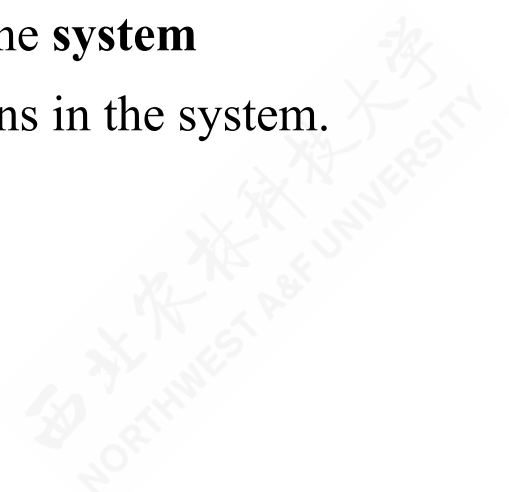 he system
ns in the system.
西北农林科技大学
NORTHWEST A&F UNIVERSITY